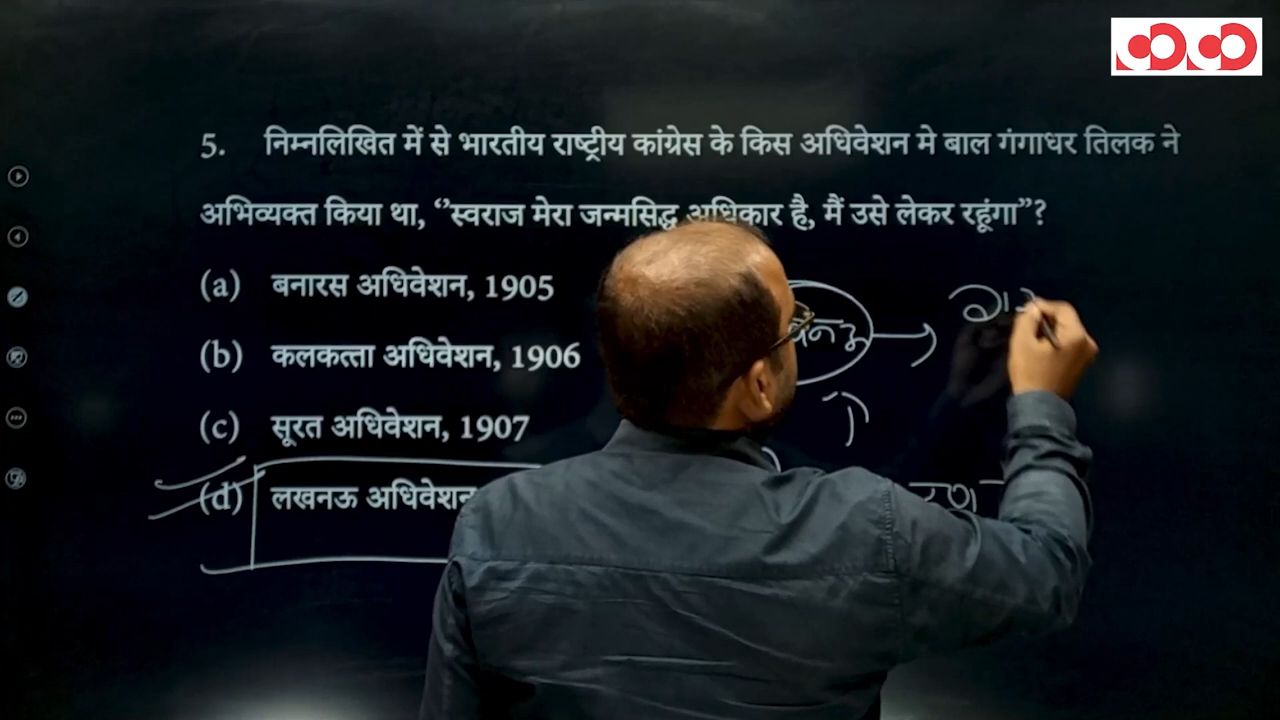 5. निम्नलिखित में से भारतीय राष्ट्रीय कांग्रेस के किस अधिवेशन मे बाल गंगाधर तिलक ने
अभिव्यक्त किया था, “स्वराज मेरा जन्मसिद्ध अधिकार है, मैं उसे लेकर रहूंगा”?
(a) बनारस अधिवेशन, 1905
(b) कलकत्ता अधिवेशन, 1906
(c) सूरत अधिवेशन, 1907
(d) लखनऊ अधिवेशन